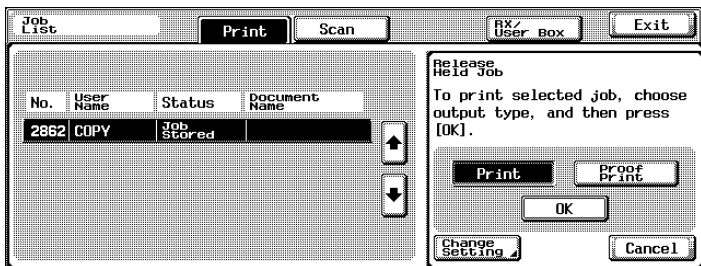 Job
List
Print
Scan
RX/
User Box
Exit
No.
User
Name
Status
Document
Name
2862
COPY
Job
Stored
Release
Held Job
To print selected job, choose
output type, and then press
[OK].
Print
Proof
Print
OK
Change
Setting
Cancel